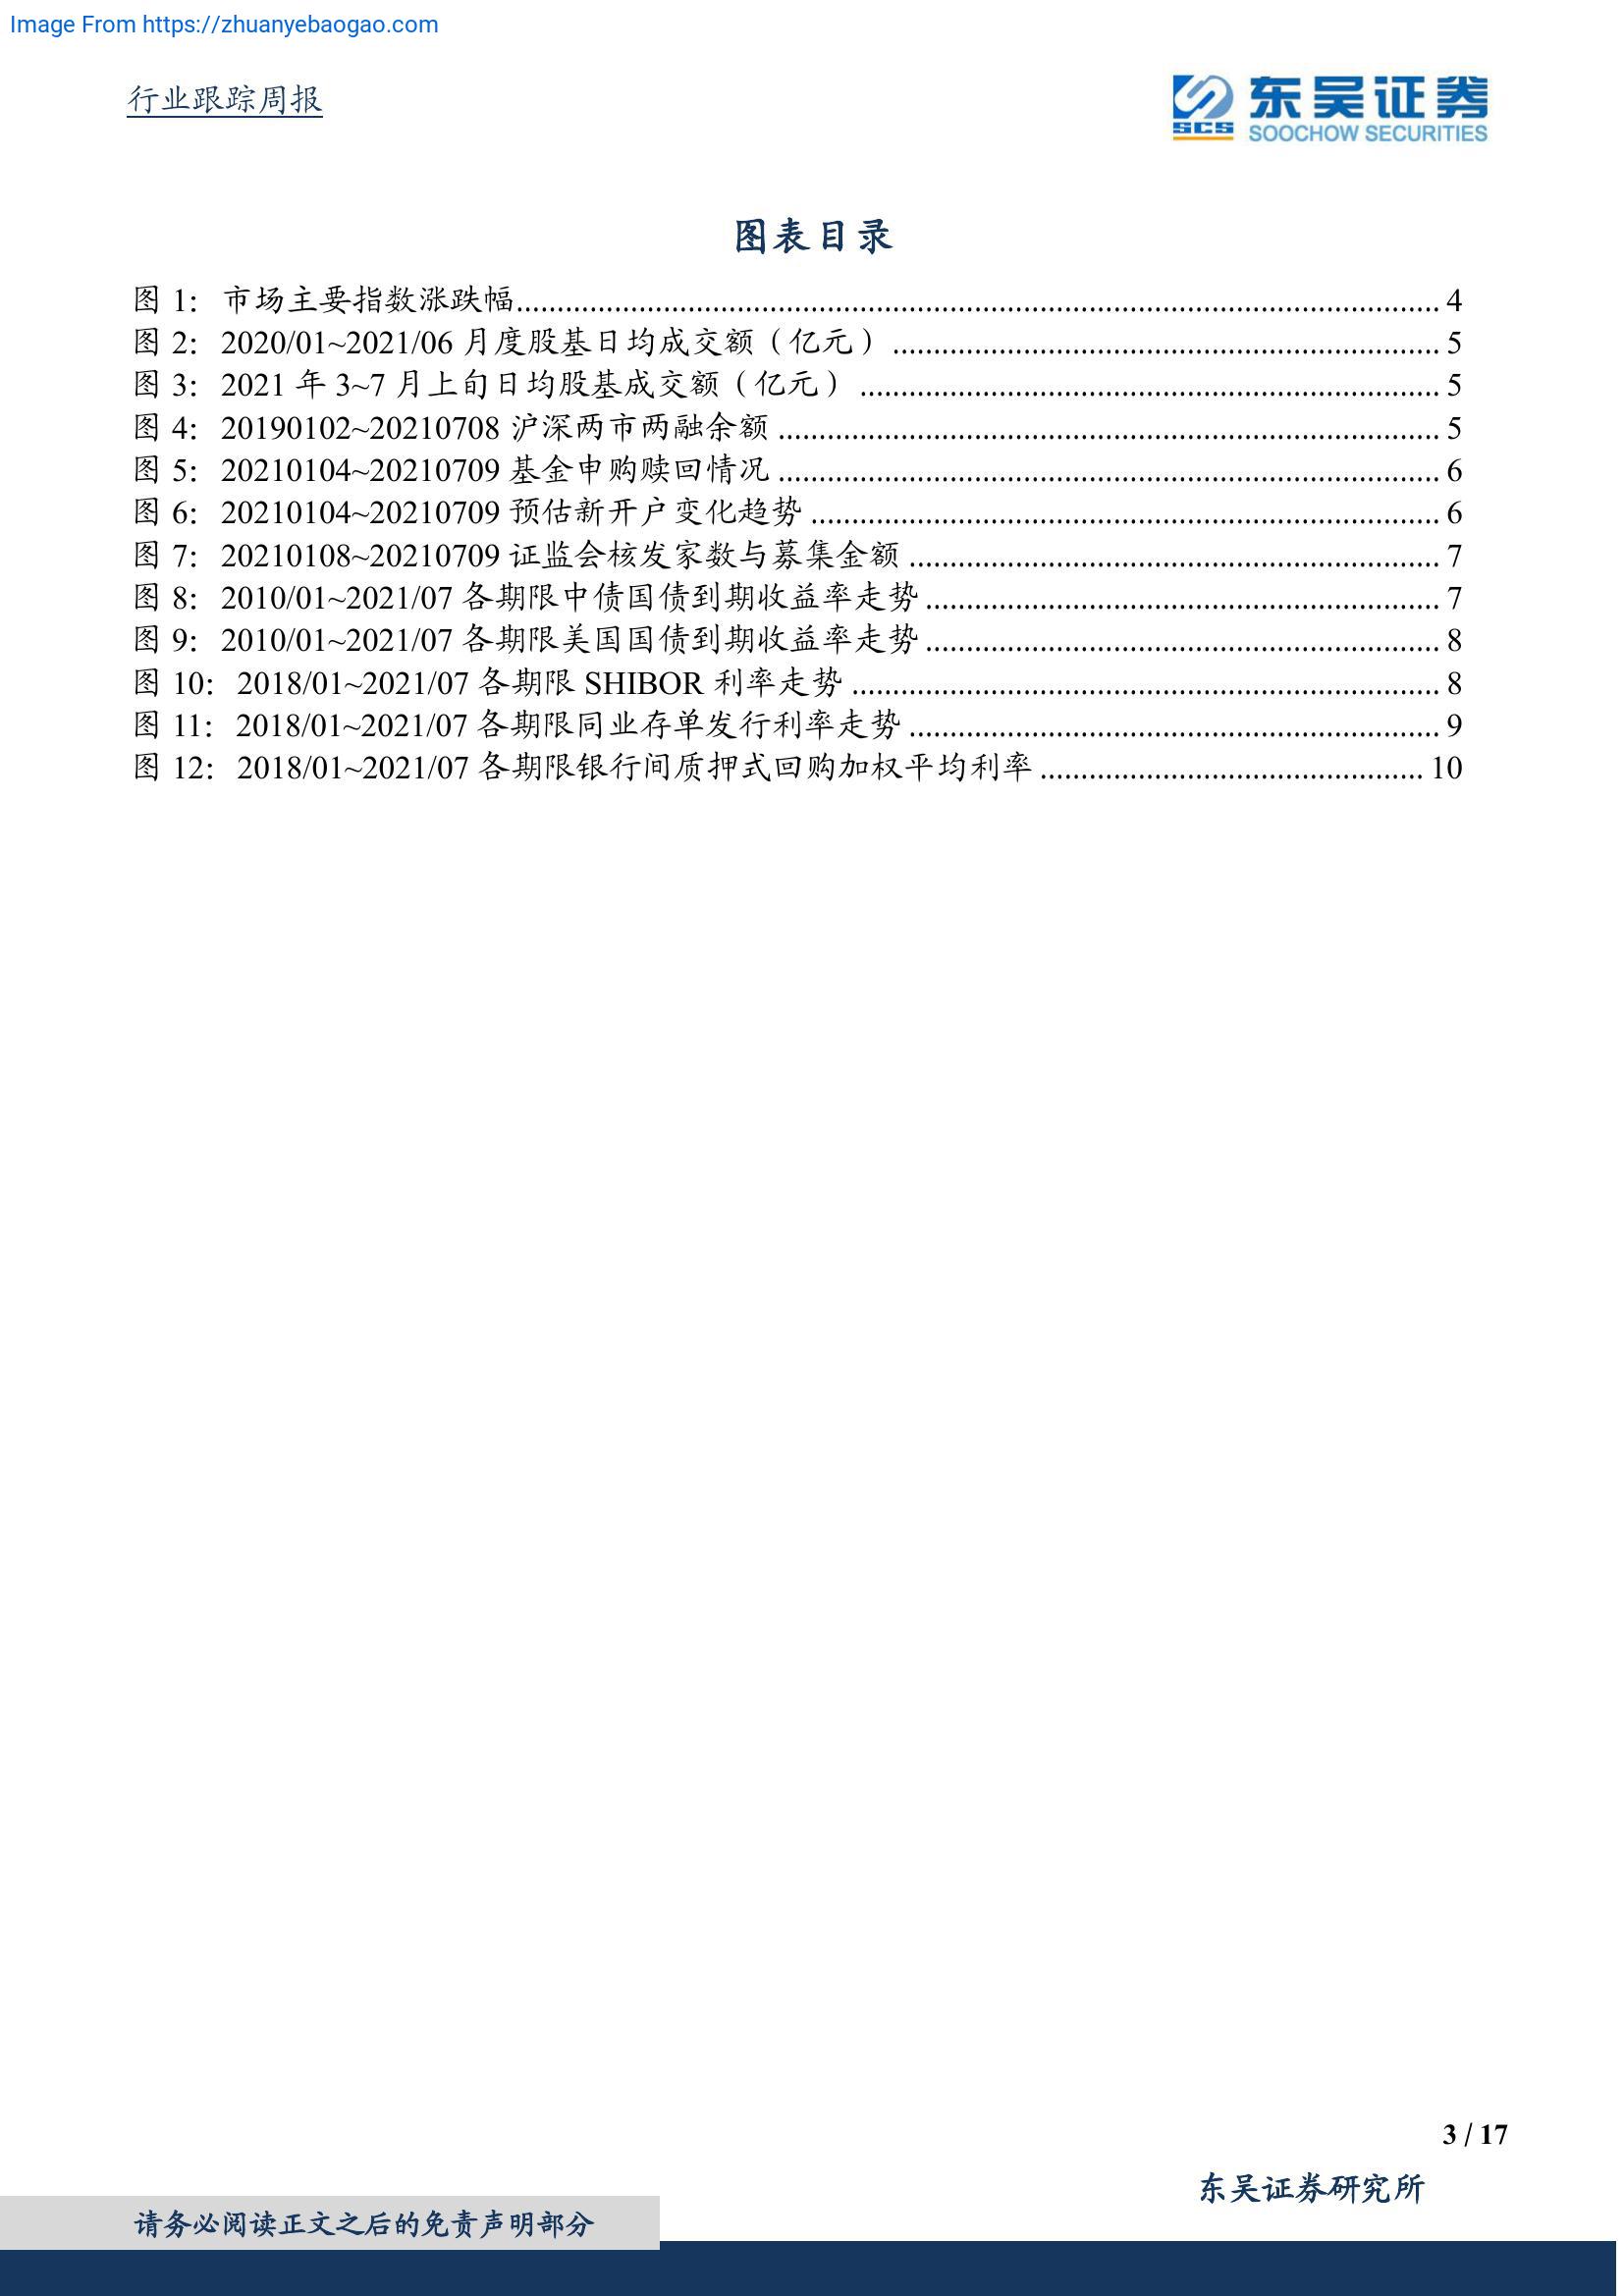 Image From https://zhuanyebaogao.com
行业跟踪周报
东吴证券
SCS SOOCHOW SECURITIES
图表目录
图 1: 市场主要指数涨跌幅........................................ 4
图 2: 2020/01~2021/06 月度股基日均成交额（亿元）........................................ 5
图 3: 2021 年 3~7 月上旬日均股基成交额（亿元）........................................ 5
图 4: 20190102~20210708 沪深两市两融余额........................................ 5
图 5: 20210104~20210709 基金申购赎回情况........................................ 6
图 6: 20210104~20210709 预估新开户变化趋势........................................ 6
图 7: 20210108~20210709 证监会核发家数与募集金额........................................ 7
图 8: 2010/01~2021/07 各期限中债国债到期收益率走势........................................ 7
图 9: 2010/01~2021/07 各期限美国国债到期收益率走势........................................ 8
图 10: 2018/01~2021/07 各期限 SHIBOR 利率走势........................................ 8
图 11: 2018/01~2021/07 各期限同业存单发行利率走势........................................ 9
图 12: 2018/01~2021/07 各期限银行间质押式回购加权平均利率........................................ 10
3 / 17
东吴证券研究所
请务必阅读正文之后的免责声明部分